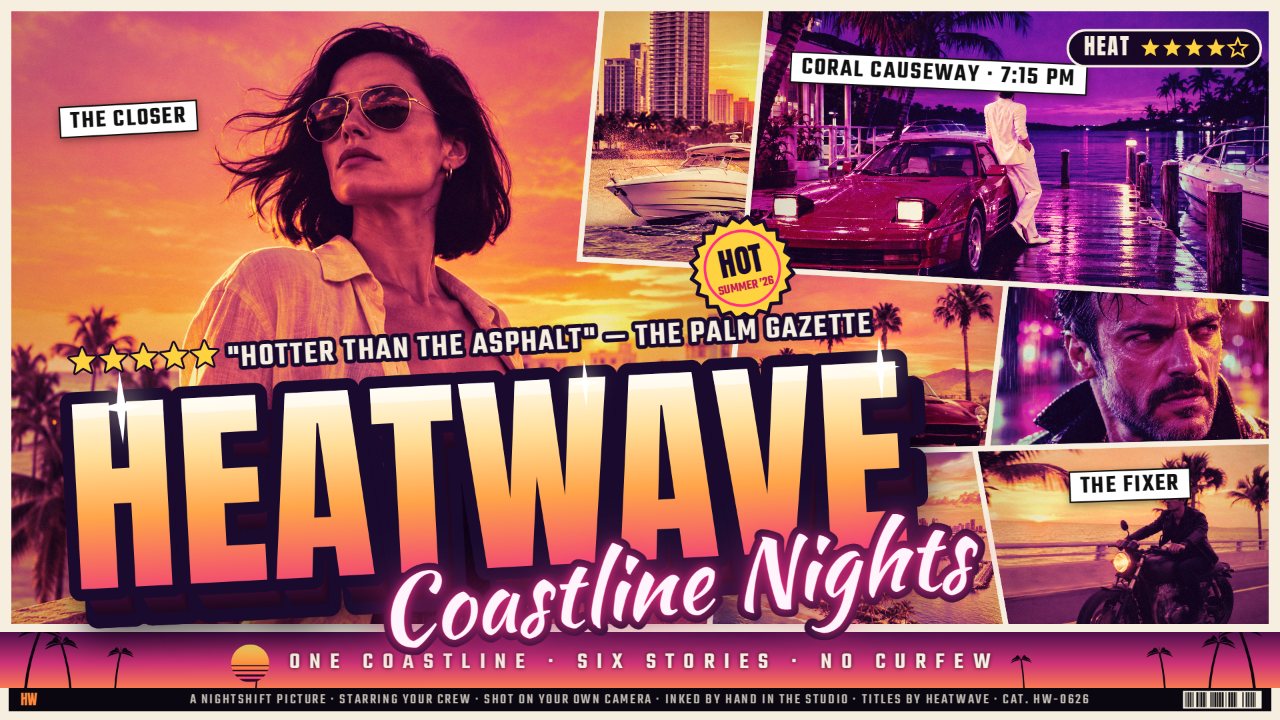 HEAT ★★★★☆
CORAL CAUSEWAY · 7:15 PM
THE CLOSER
HOT
SUMMER '26
★★★★★ "HOTTER THAN THE ASPHALT" — THE PALM GAZETTE
HEATWAVE
Coastline Nights
THE FIXER
ONE COASTLINE · SIX STORIES · NO CURFEW
HW
A NIGHTSHIFT PICTURE · STARRING YOUR CREW · SHOT ON YOUR OWN CAMERA · INKED BY HAND IN THE STUDIO · TITLES BY HEATWAVE · CAT. HW-0626